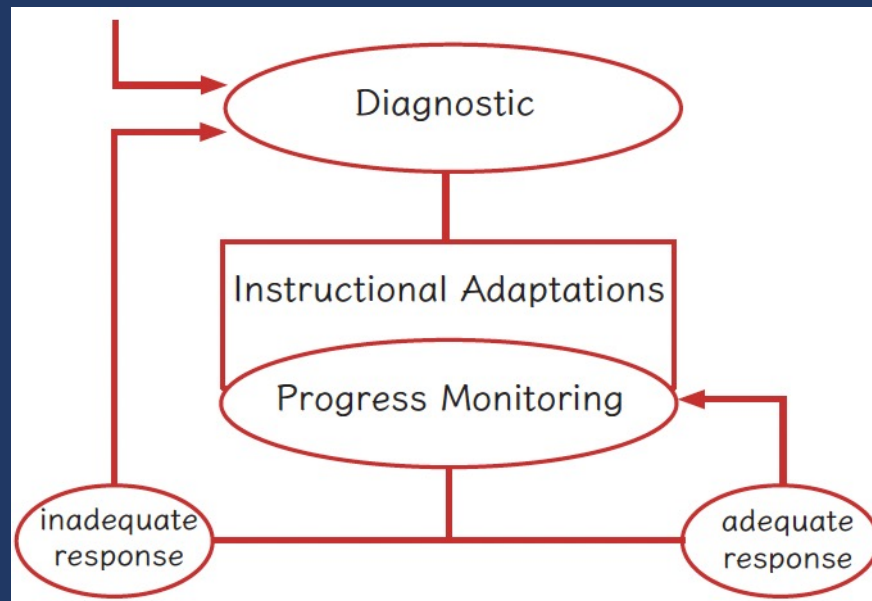 Diagnostic
Instructional Adaptations
Progress Monitoring
inadequate
response
adequate
response